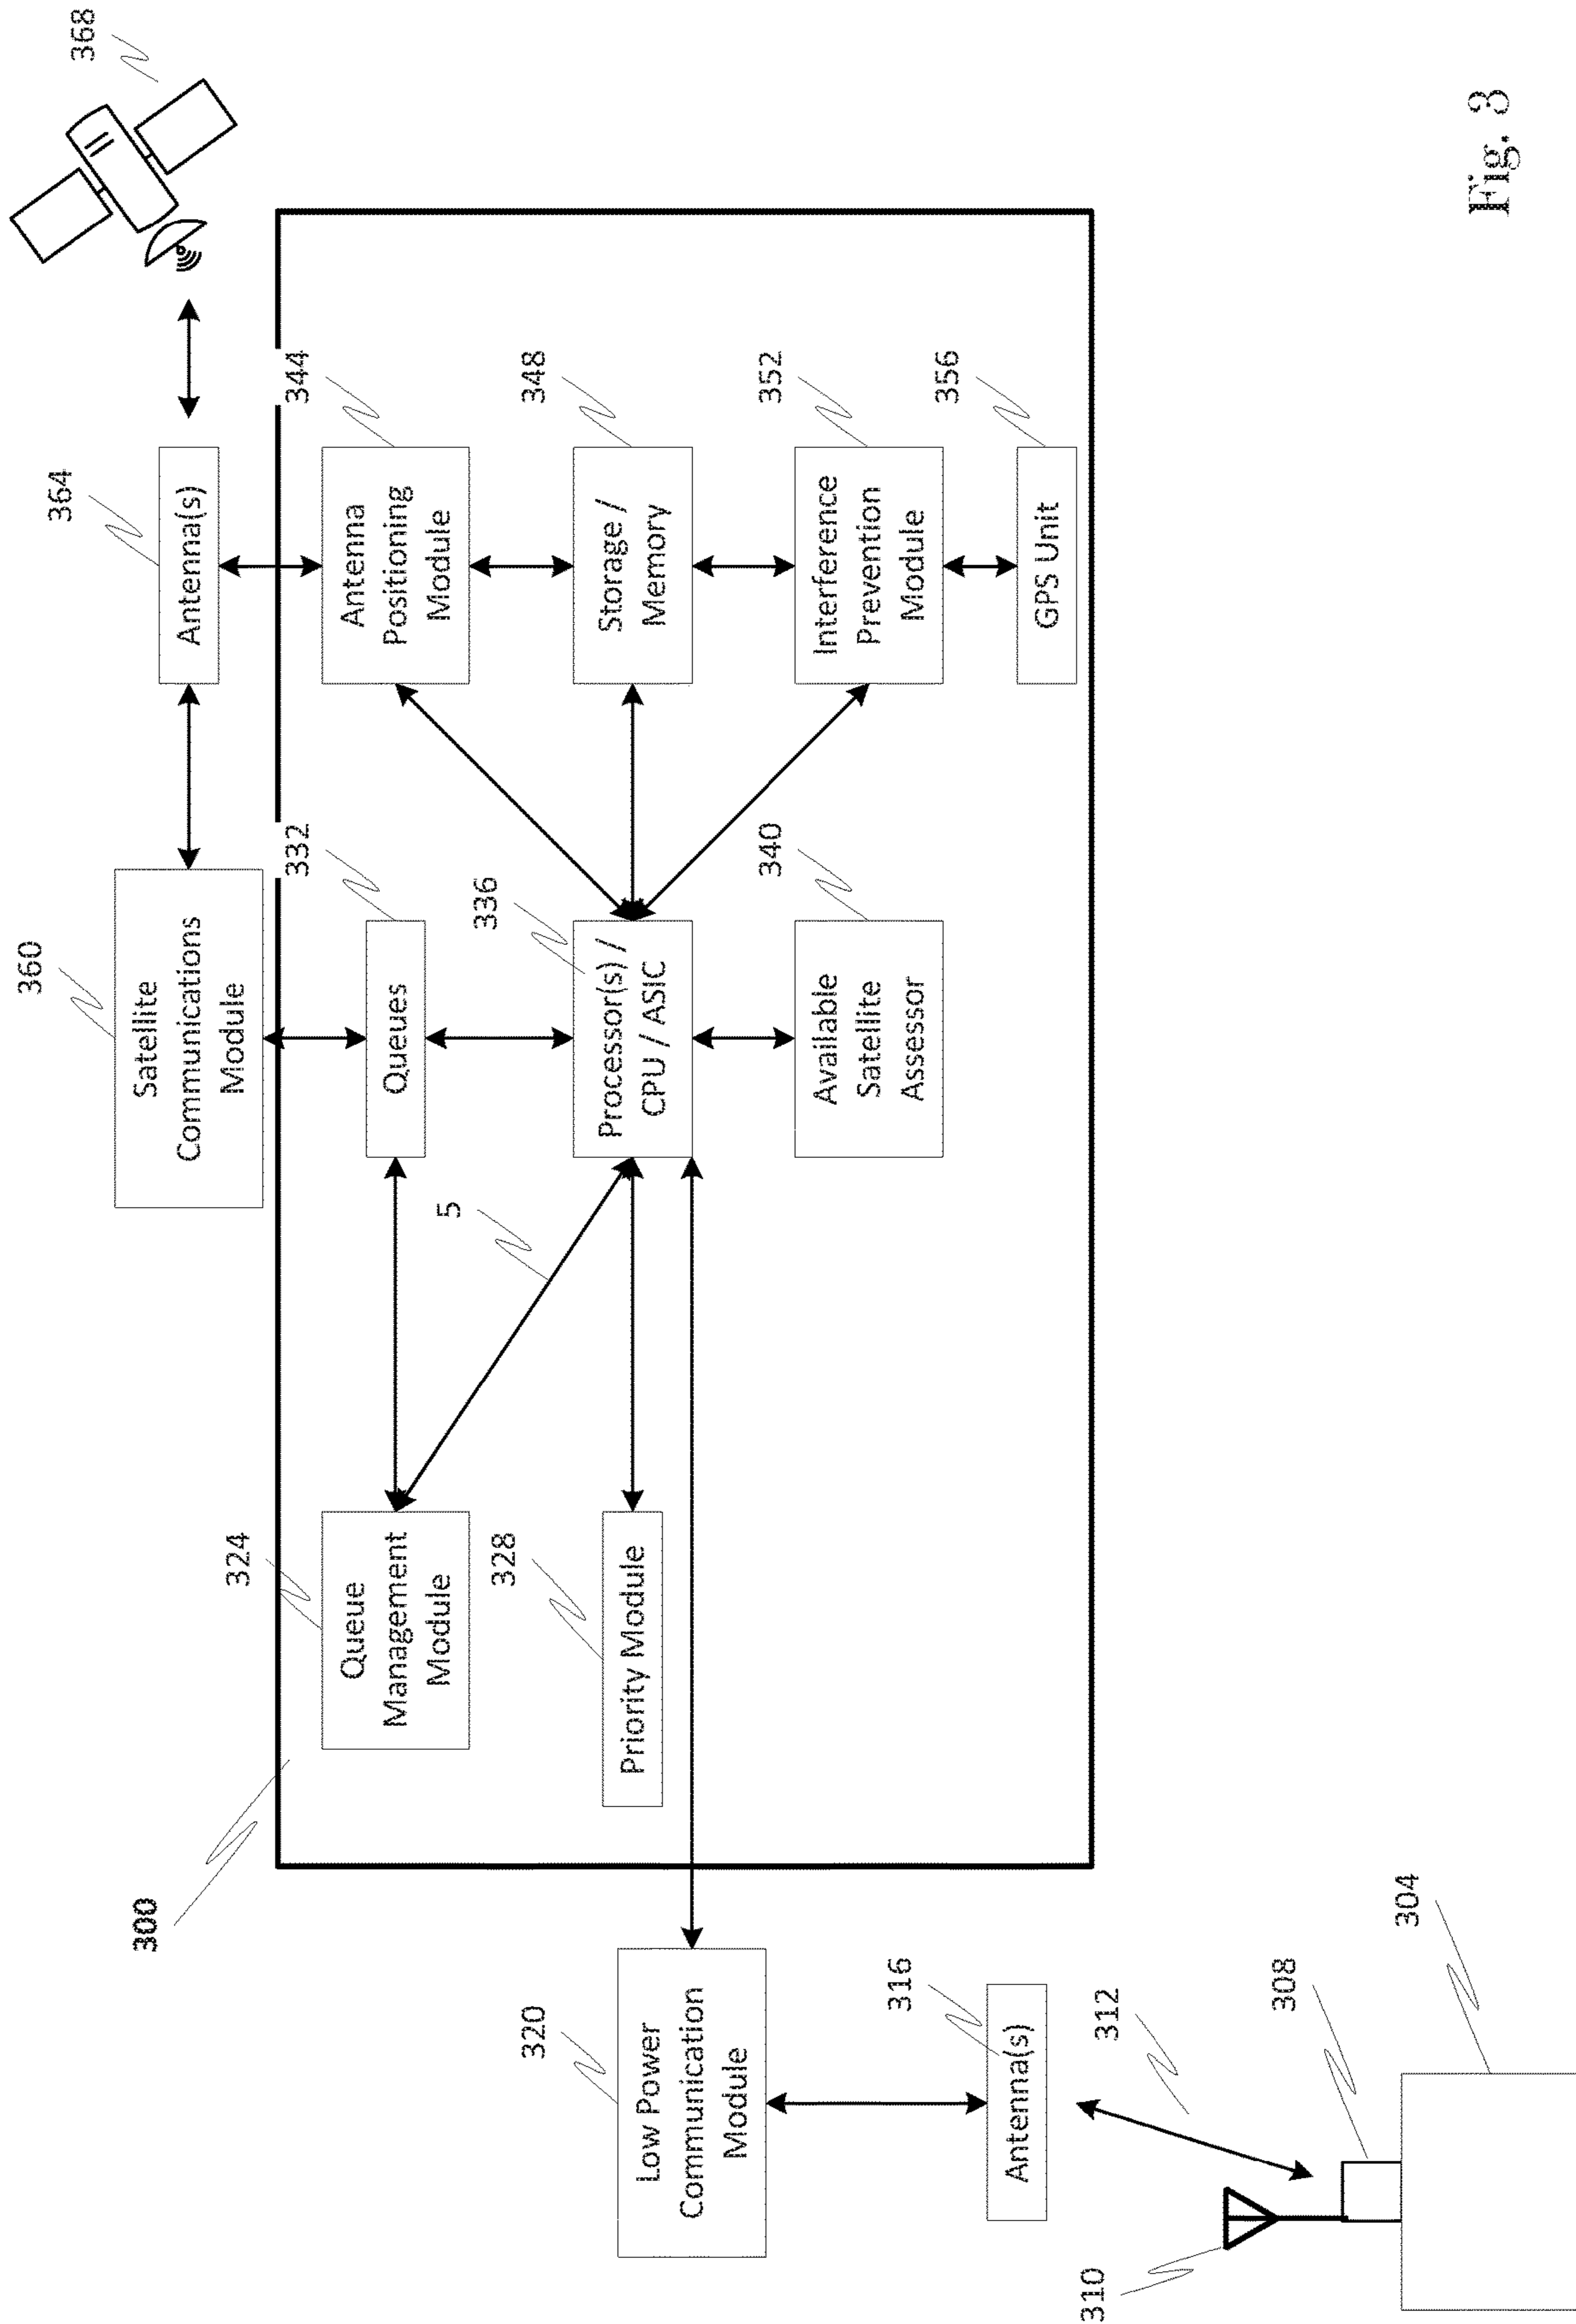 368
364
Antenna(s)
360
Satellite
Communications
Module
344
Antenna
Positioning
Module
332
Queues
324
Queue
Management
Module
300
348
Storage /
Memory
336
Processor(s) /
CPU / ASIC
5
328
Priority Module
320
Low Power
Communication
Module
352
Interference
Prevention
Module
340
Available
Satellite
Assessor
356
GPS Unit
316
Antenna(s)
312
308
304
310
Fig. 3